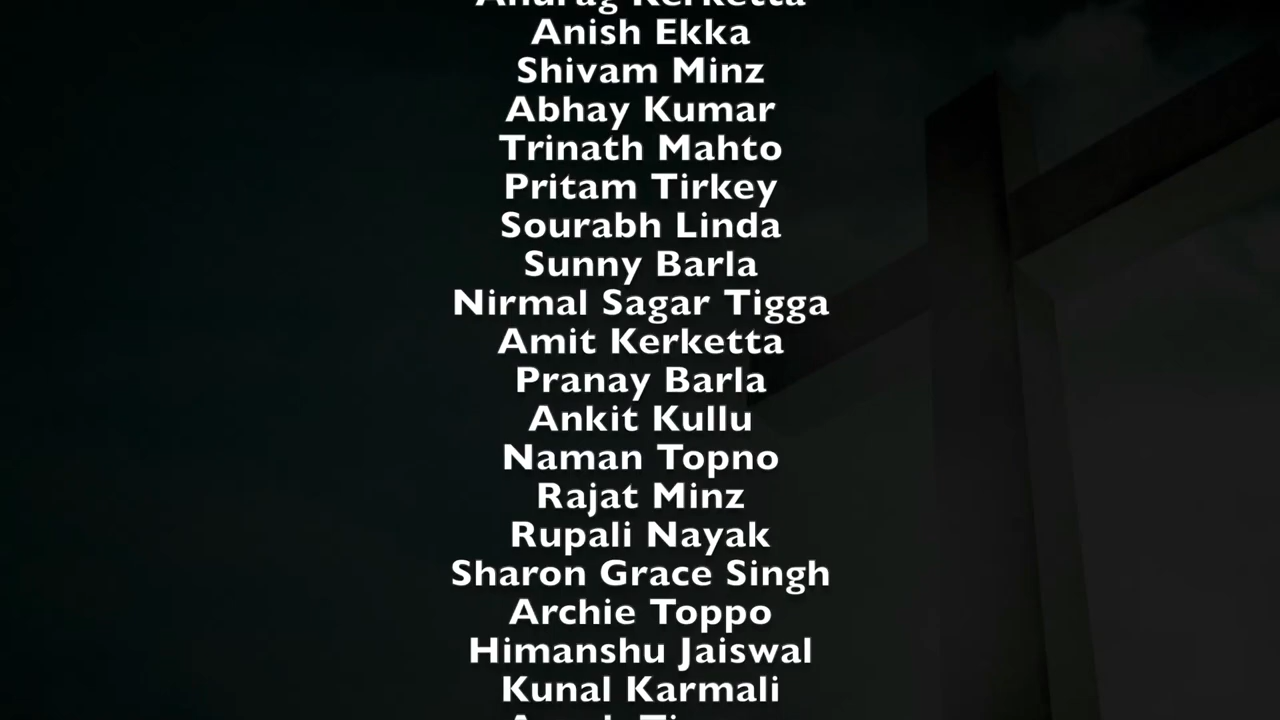 Anurag Kerketta
Anish Ekka
Shivam Minz
Abhay Kumar
Trinath Mahto
Pritam Tirkey
Sourabh Linda
Sunny Barla
Nirmal Sagar Tigga
Amit Kerketta
Pranay Barla
Ankit Kullu
Naman Topno
Rajat Minz
Rupali Nayak
Sharon Grace Singh
Archie Toppo
Himanshu Jaiswal
Kunal Karmali